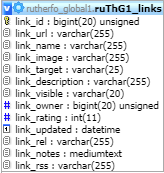 rutherfo_global1.ruThG1_links
link_id : bigint(20) unsigned
link_url : varchar(255)
link_name : varchar(255)
link_image : varchar(255)
link_target : varchar(25)
link_description : varchar(255)
link_visible : varchar(20)
link_owner : bigint(20) unsigned
link_rating : int(11)
link_updated : datetime
link_rel : varchar(255)
link_notes : mediumtext
link_rss : varchar(255)